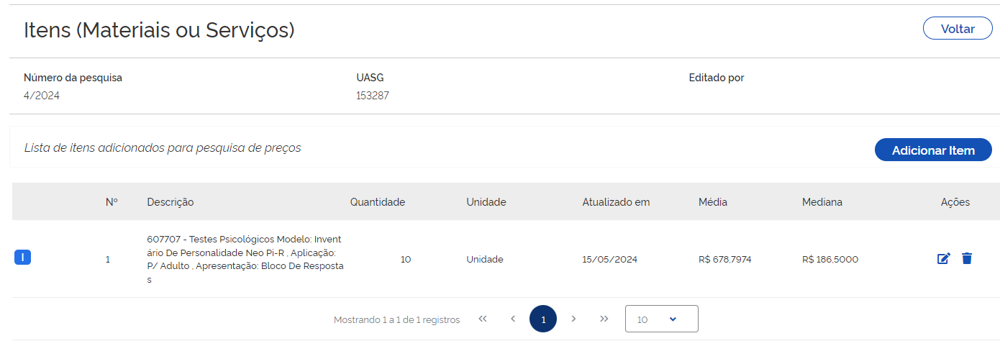 Itens (Materiais ou Serviços)
Voltar
Número da pesquisa
UASG
Editado por
4/2024
153287
Lista de itens adicionados para pesquisa de preços
Adicionar Item
Nº
Descrição
Quantidade
Unidade
Atualizado em
Média
Mediana
Ações
I
1
607707 - Testes Psicológicos Modelo: Invent
ário De Personalidade Neo Pi-R , Aplicação:
P/ Adulto , Apresentação: Bloco De Resposta
s
10
Unidade
15/05/2024
R$ 678,7974
R$ 186,5000
Mostrando 1 a 1 de 1 registros
1
10